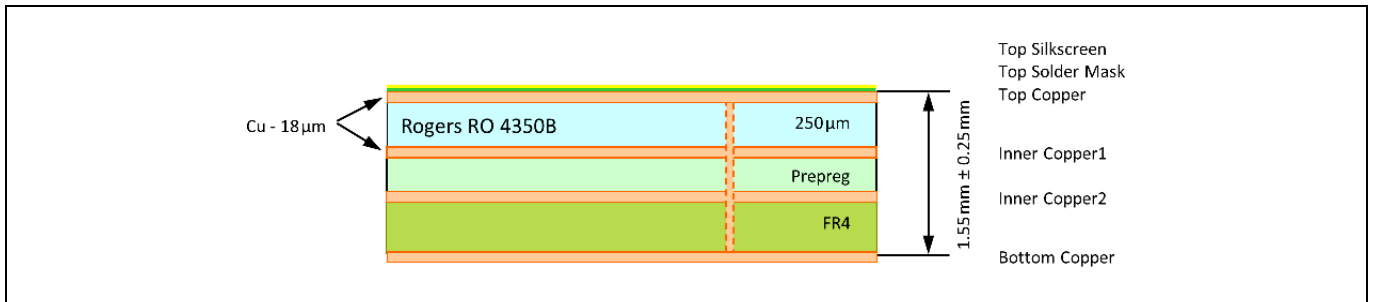 Top Silkscreen
Top Solder Mask
Top Copper
Cu - 18µm
Rogers RO 4350B
250µm
Inner Copper1
Prepreg
Inner Copper2
FR4
1.55mm ± 0.25mm
Bottom Copper